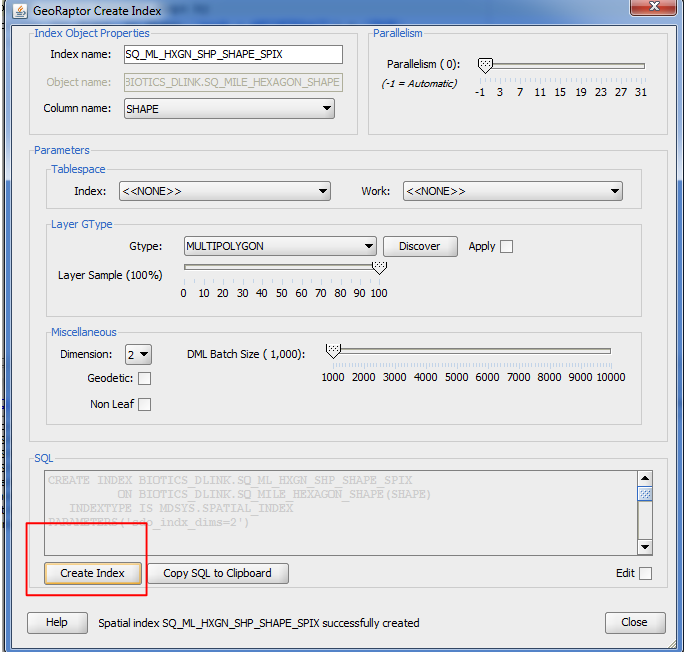 GeoRaptor Create Index
Index Object Properties
Index name: SQ_ML_HXGN_SHP_SHAPE_SPIX
Object name: BIOTICS_DLINK.SQ_MILE_HEXAGON_SHAPE
Column name: SHAPE
Parallelism
Parallelism ( 0):
(-1 = Automatic)
-1 3 7 11 15 19 23 27 31
Parameters
Tablespace
Index: <<NONE>> Work: <<NONE>>
Layer GType
Gtype: MULTIPOLYGON Discover Apply
Layer Sample (100%)
0 10 20 30 40 50 60 70 80 90 100
Miscellaneous
Dimension: 2 DML Batch Size ( 1,000):
1000 2000 3000 4000 5000 6000 7000 8000 9000 10000
Geodetic:
Non Leaf
SQL
CREATE INDEX BIOTICS_DLINK.SQ_ML_HXGN_SHP_SHAPE_SPIX
ON BIOTICS_DLINK.SQ_MILE_HEXAGON_SHAPE(SHAPE)
INDEXTYPE IS MDSYS.SPATIAL_INDEX
PARAMETERS('sdo_indx_dims=2')
Create Index Copy SQL to Clipboard Edit
Help Spatial index SQ_ML_HXGN_SHP_SHAPE_SPIX successfully created Close